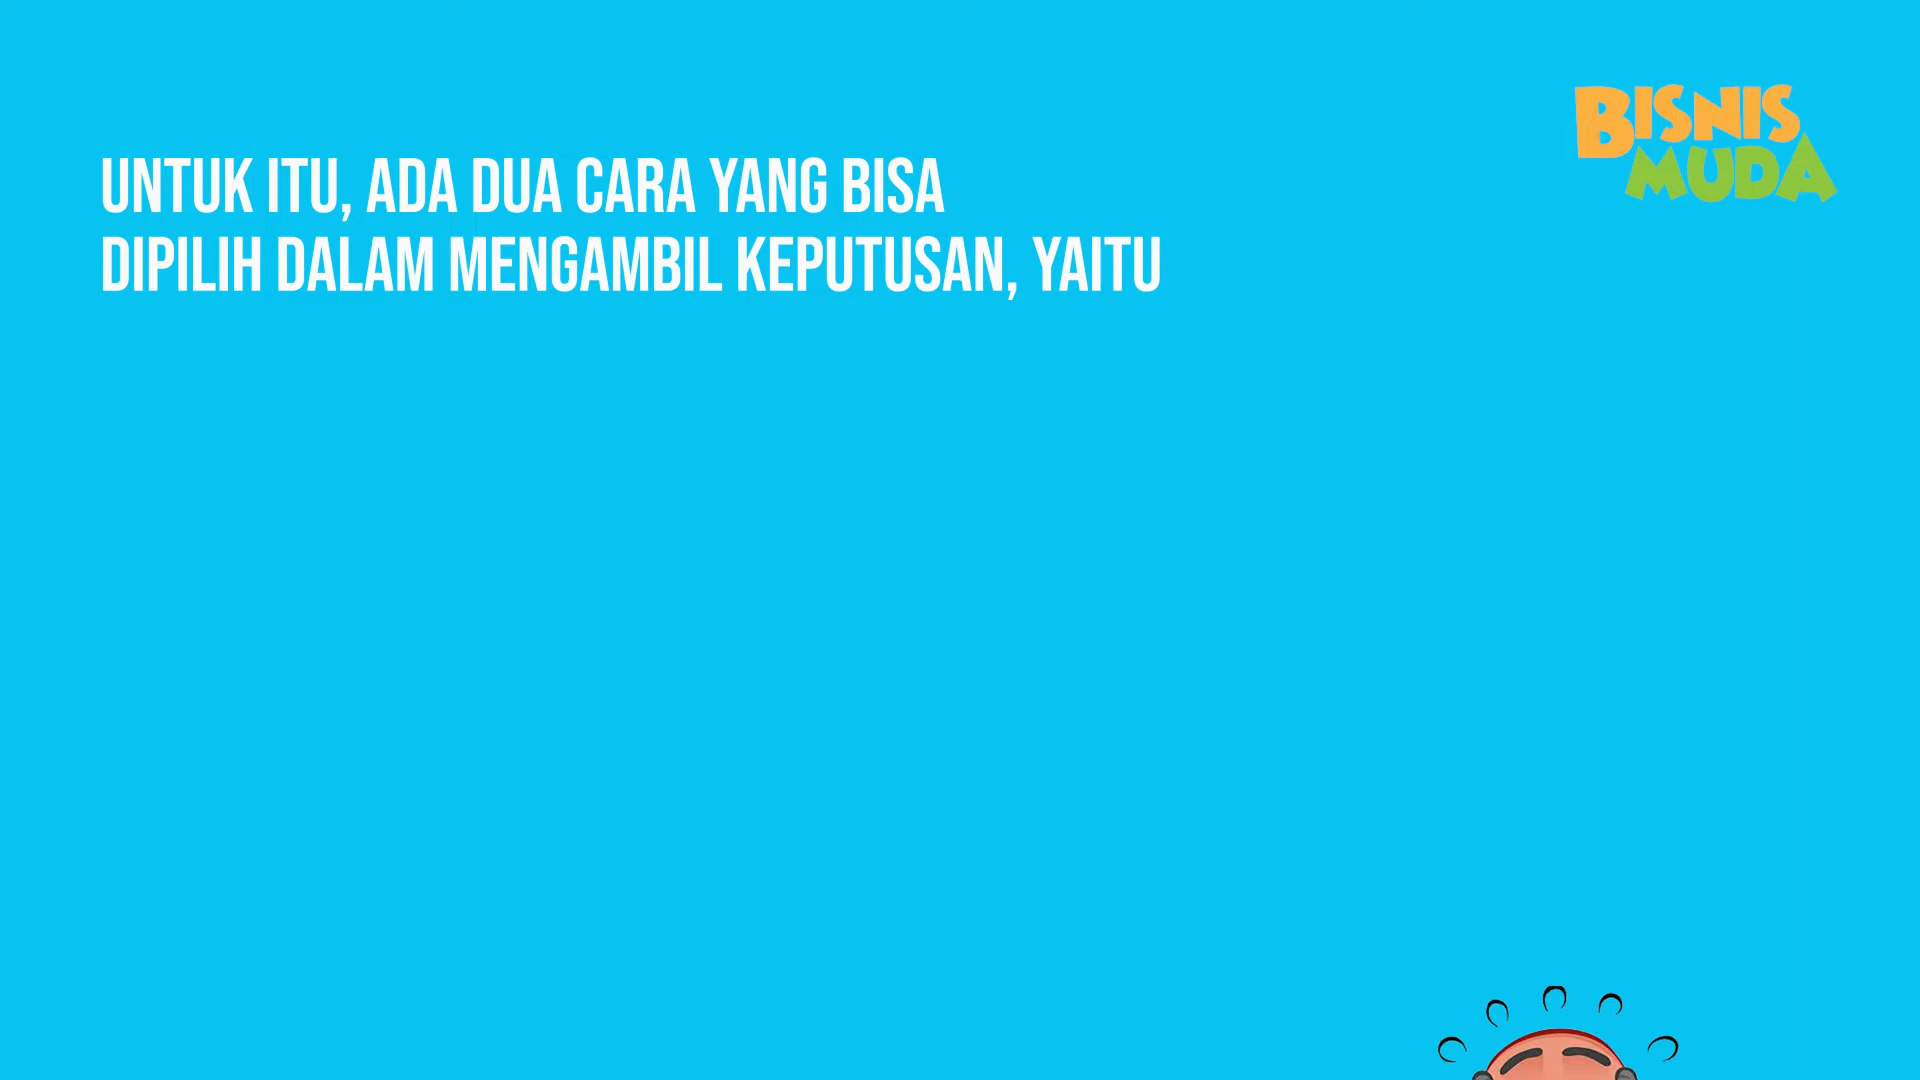 BISNIS
MUDA
UNTUK ITU, ADA DUA CARA YANG BISA
DIPILIH DALAM MENGAMBIL KEPUTUSAN, YAITU